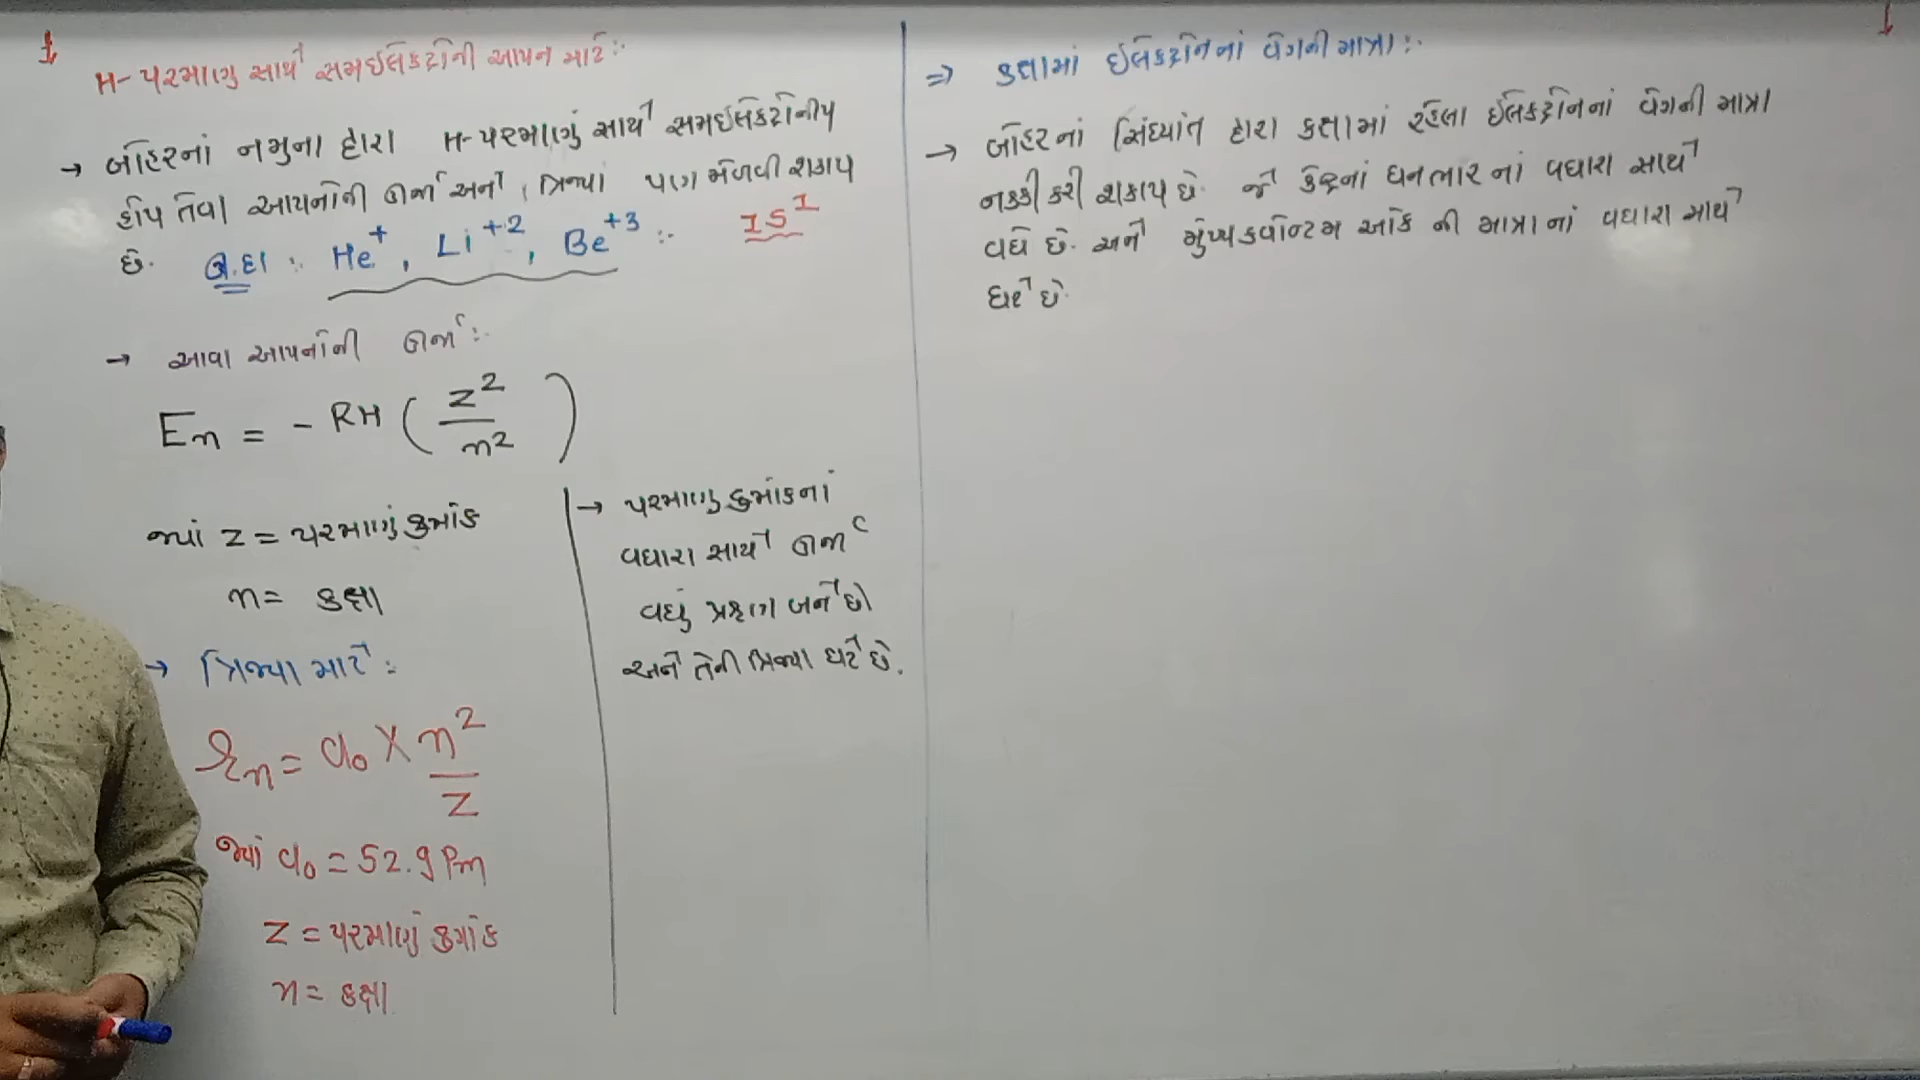 H- પરમાણુ સાથે સમઇલેક્ટ્રોની આયન માટે :-
→ બોહરનાં નમુના દ્વારા H-પરમાણું સાથે સમઇલેક્ટ્રોનીય
હોય તેવા આયનોની ઊર્જા અને ત્રિજ્યા પણ મેળવી શકાય
છે. ઉ.દા :. He⁺, Li⁺², Be⁺³ :- 1S¹
→ આવા આયનોની ઊર્જા :-
En = - RH ( z² / n² )
જ્યાં z = પરમાણું ક્રમાંક
n = કક્ષા
→ ત્રિજ્યા માટે :
rn = a₀ × n² / z
જ્યાં a₀ = 52.9 Pm
z = પરમાણું ક્રમાંક
n = કક્ષા
→ પરમાણુ ક્રમાંકનાં
વધારા સાથે ઊર્જા
વધું ઋણ બને છે
અને તેની ત્રિજ્યા ઘટે છે.
⇒ કક્ષામાં ઈલેક્ટ્રોનનાં વેગની માત્રા :-
→ બોહરનાં સિધ્ધાંત દ્વારા કક્ષામાં રહેલા ઈલેક્ટ્રોનનાં વેગની માત્રા
નક્કી કરી શકાય છે. જે કેન્દ્રનાં ધનભારનાં વધારા સાથે
વધે છે. અને મુખ્ય ક્વોન્ટમ આંક ની માત્રાનાં વધારા સાથે
ઘટે છે.